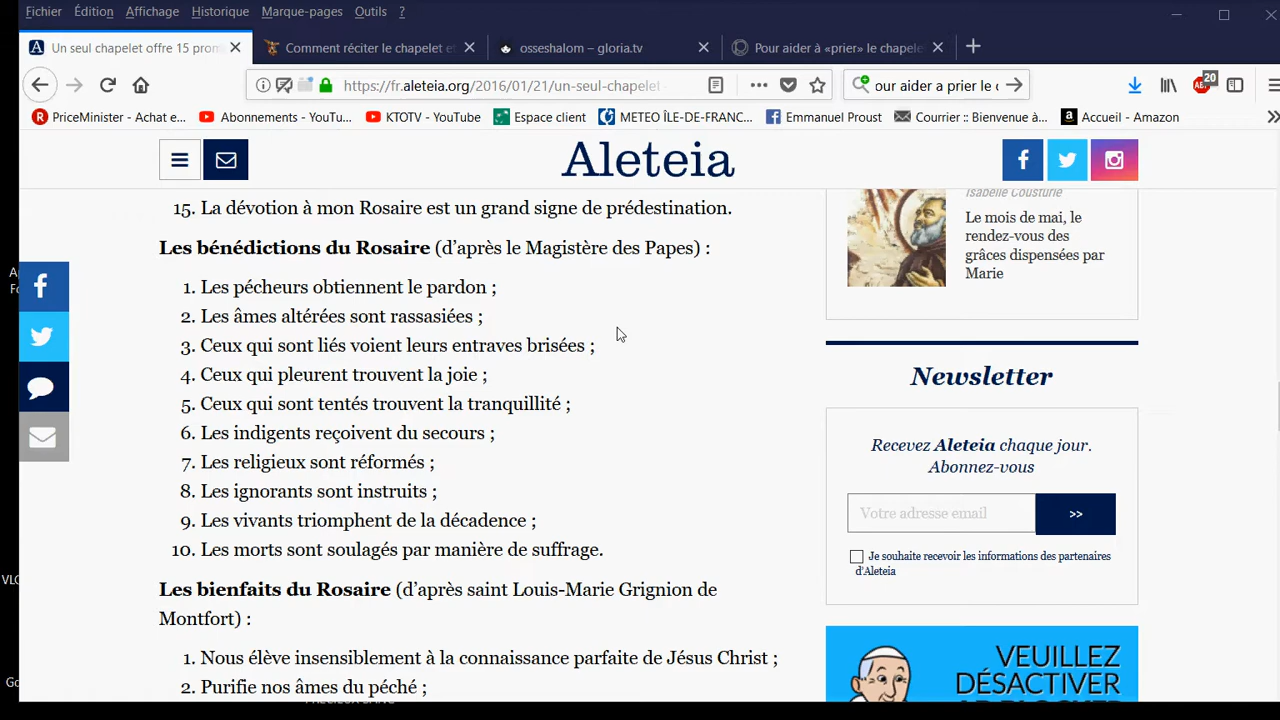 Fichier Édition Affichage Historique Marque-pages Outils ?
Un seul chapelet offre 15 prom
Comment réciter le chapelet et
osseshalom – gloria.tv
Pour aider à «prier» le chapele
https://fr.aleteia.org/2016/01/21/un-seul-chapelet-
our aider a prier le c
20
PriceMinister - Achat e...
Abonnements - YouTu...
KTOTV - YouTube
Espace client
METEO ÎLE-DE-FRANC...
Emmanuel Proust
Courrier :: Bienvenue à...
Accueil - Amazon
Aleteia
15. La dévotion à mon Rosaire est un grand signe de prédestination.
Les bénédictions du Rosaire (d’après le Magistère des Papes) :
1. Les pécheurs obtiennent le pardon ;
2. Les âmes altérées sont rassasiées ;
3. Ceux qui sont liés voient leurs entraves brisées ;
4. Ceux qui pleurent trouvent la joie ;
5. Ceux qui sont tentés trouvent la tranquillité ;
6. Les indigents reçoivent du secours ;
7. Les religieux sont réformés ;
8. Les ignorants sont instruits ;
9. Les vivants triomphent de la décadence ;
10. Les morts sont soulagés par manière de suffrage.
Les bienfaits du Rosaire (d’après saint Louis-Marie Grignion de
Montfort) :
1. Nous élève insensiblement à la connaissance parfaite de Jésus Christ ;
2. Purifie nos âmes du péché ;
Isabelle Cousturié
Le mois de mai, le
rendez-vous des
grâces dispensées par
Marie
Newsletter
Recevez Aleteia chaque jour.
Abonnez-vous
Votre adresse email
>>
Je souhaite recevoir les informations des partenaires
d'Aleteia
VEUILLEZ
DÉSACTIVER